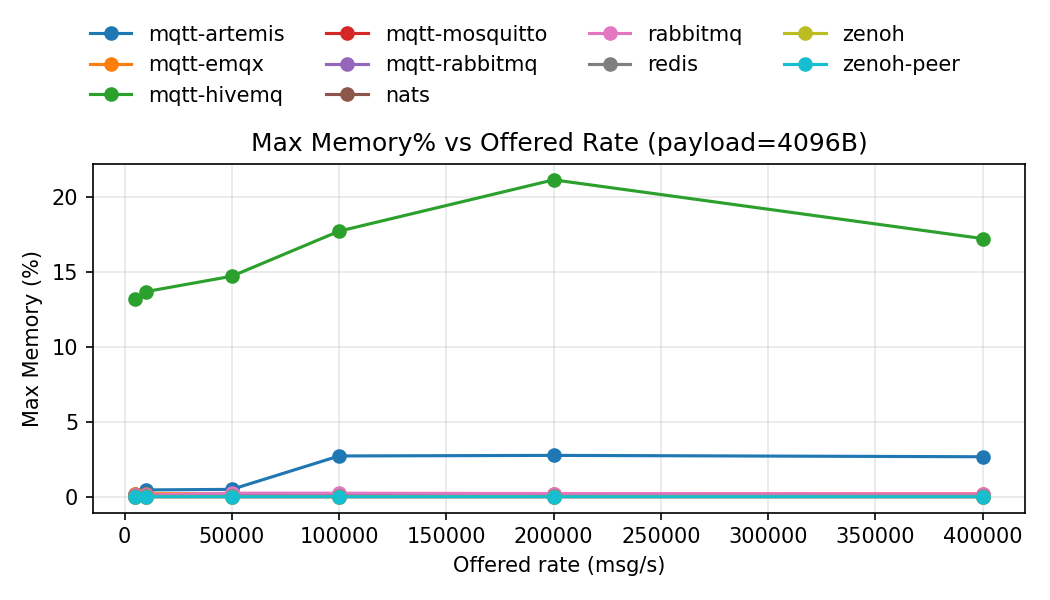 mqtt-artemis mqtt-mosquitto rabbitmq zenoh
mqtt-emqx mqtt-rabbitmq redis zenoh-peer
mqtt-hivemq nats
Max Memory% vs Offered Rate (payload=4096B)
20
15
10
5
0
Max Memory (%)
0 50000 100000 150000 200000 250000 300000 350000 400000
Offered rate (msg/s)